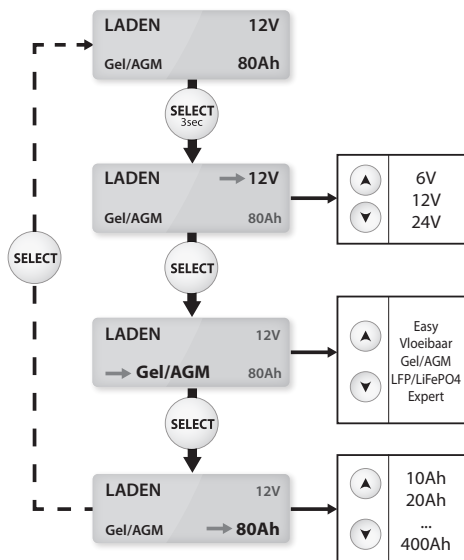 LADEN 12V
Gel/AGM 80Ah
SELECT
3sec
LADEN 12V
Gel/AGM 80Ah
6V
12V
24V
SELECT
SELECT
LADEN 12V
Gel/AGM 80Ah
Easy
Vloeibaar
Gel/AGM
LFP/LiFePO4
Expert
SELECT
LADEN 12V
Gel/AGM 80Ah
10Ah
20Ah
...
400Ah